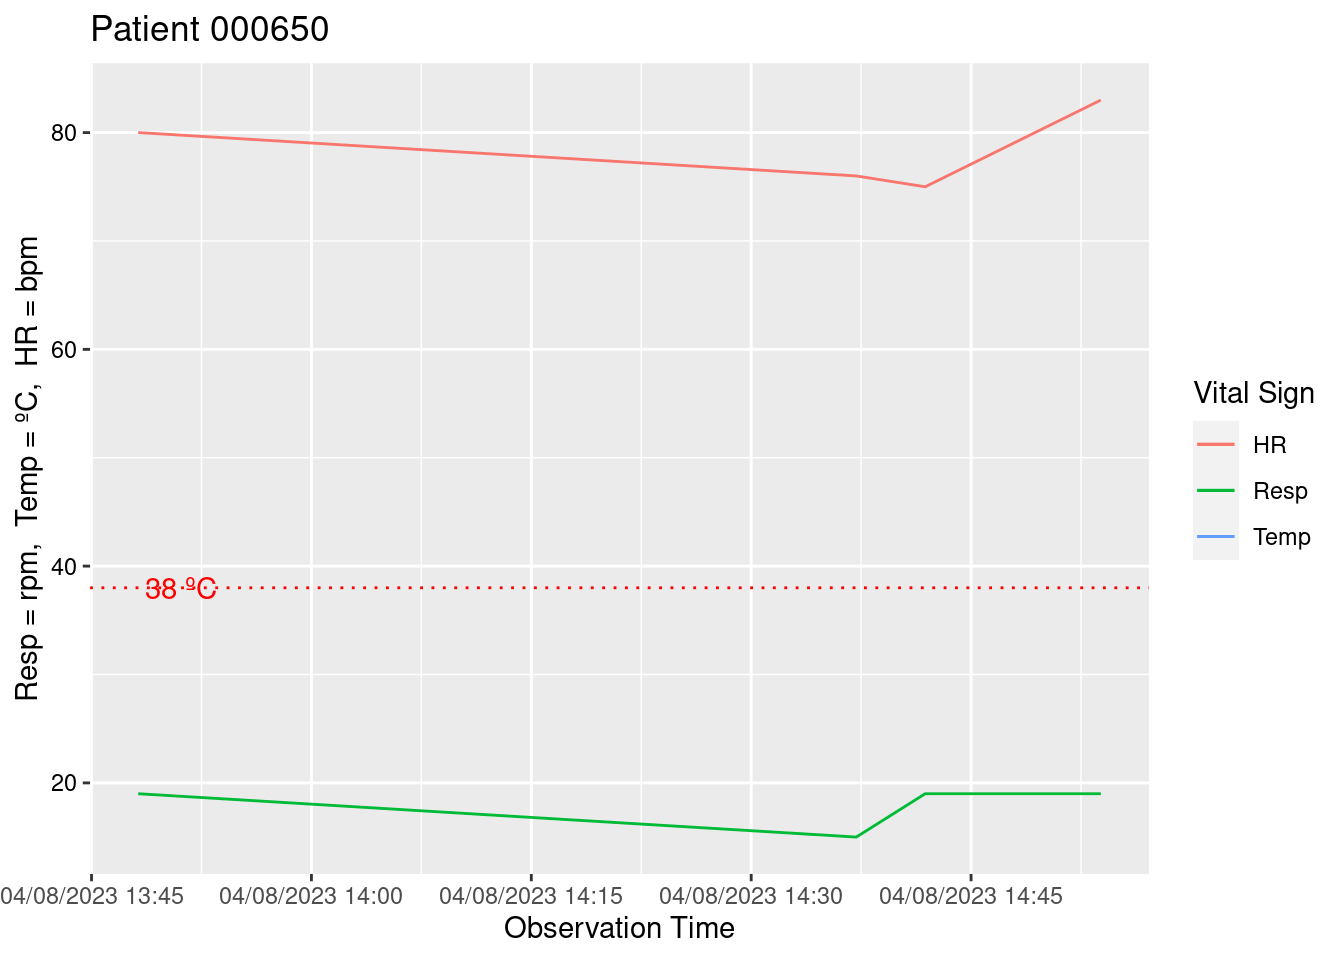 Patient 000650
Resp = rpm,  Temp = ºC,  HR = bpm
80
60
40
20
38 ºC
04/08/2023 13:45
04/08/2023 14:00
04/08/2023 14:15
04/08/2023 14:30
04/08/2023 14:45
Observation Time
Vital Sign
HR
Resp
Temp